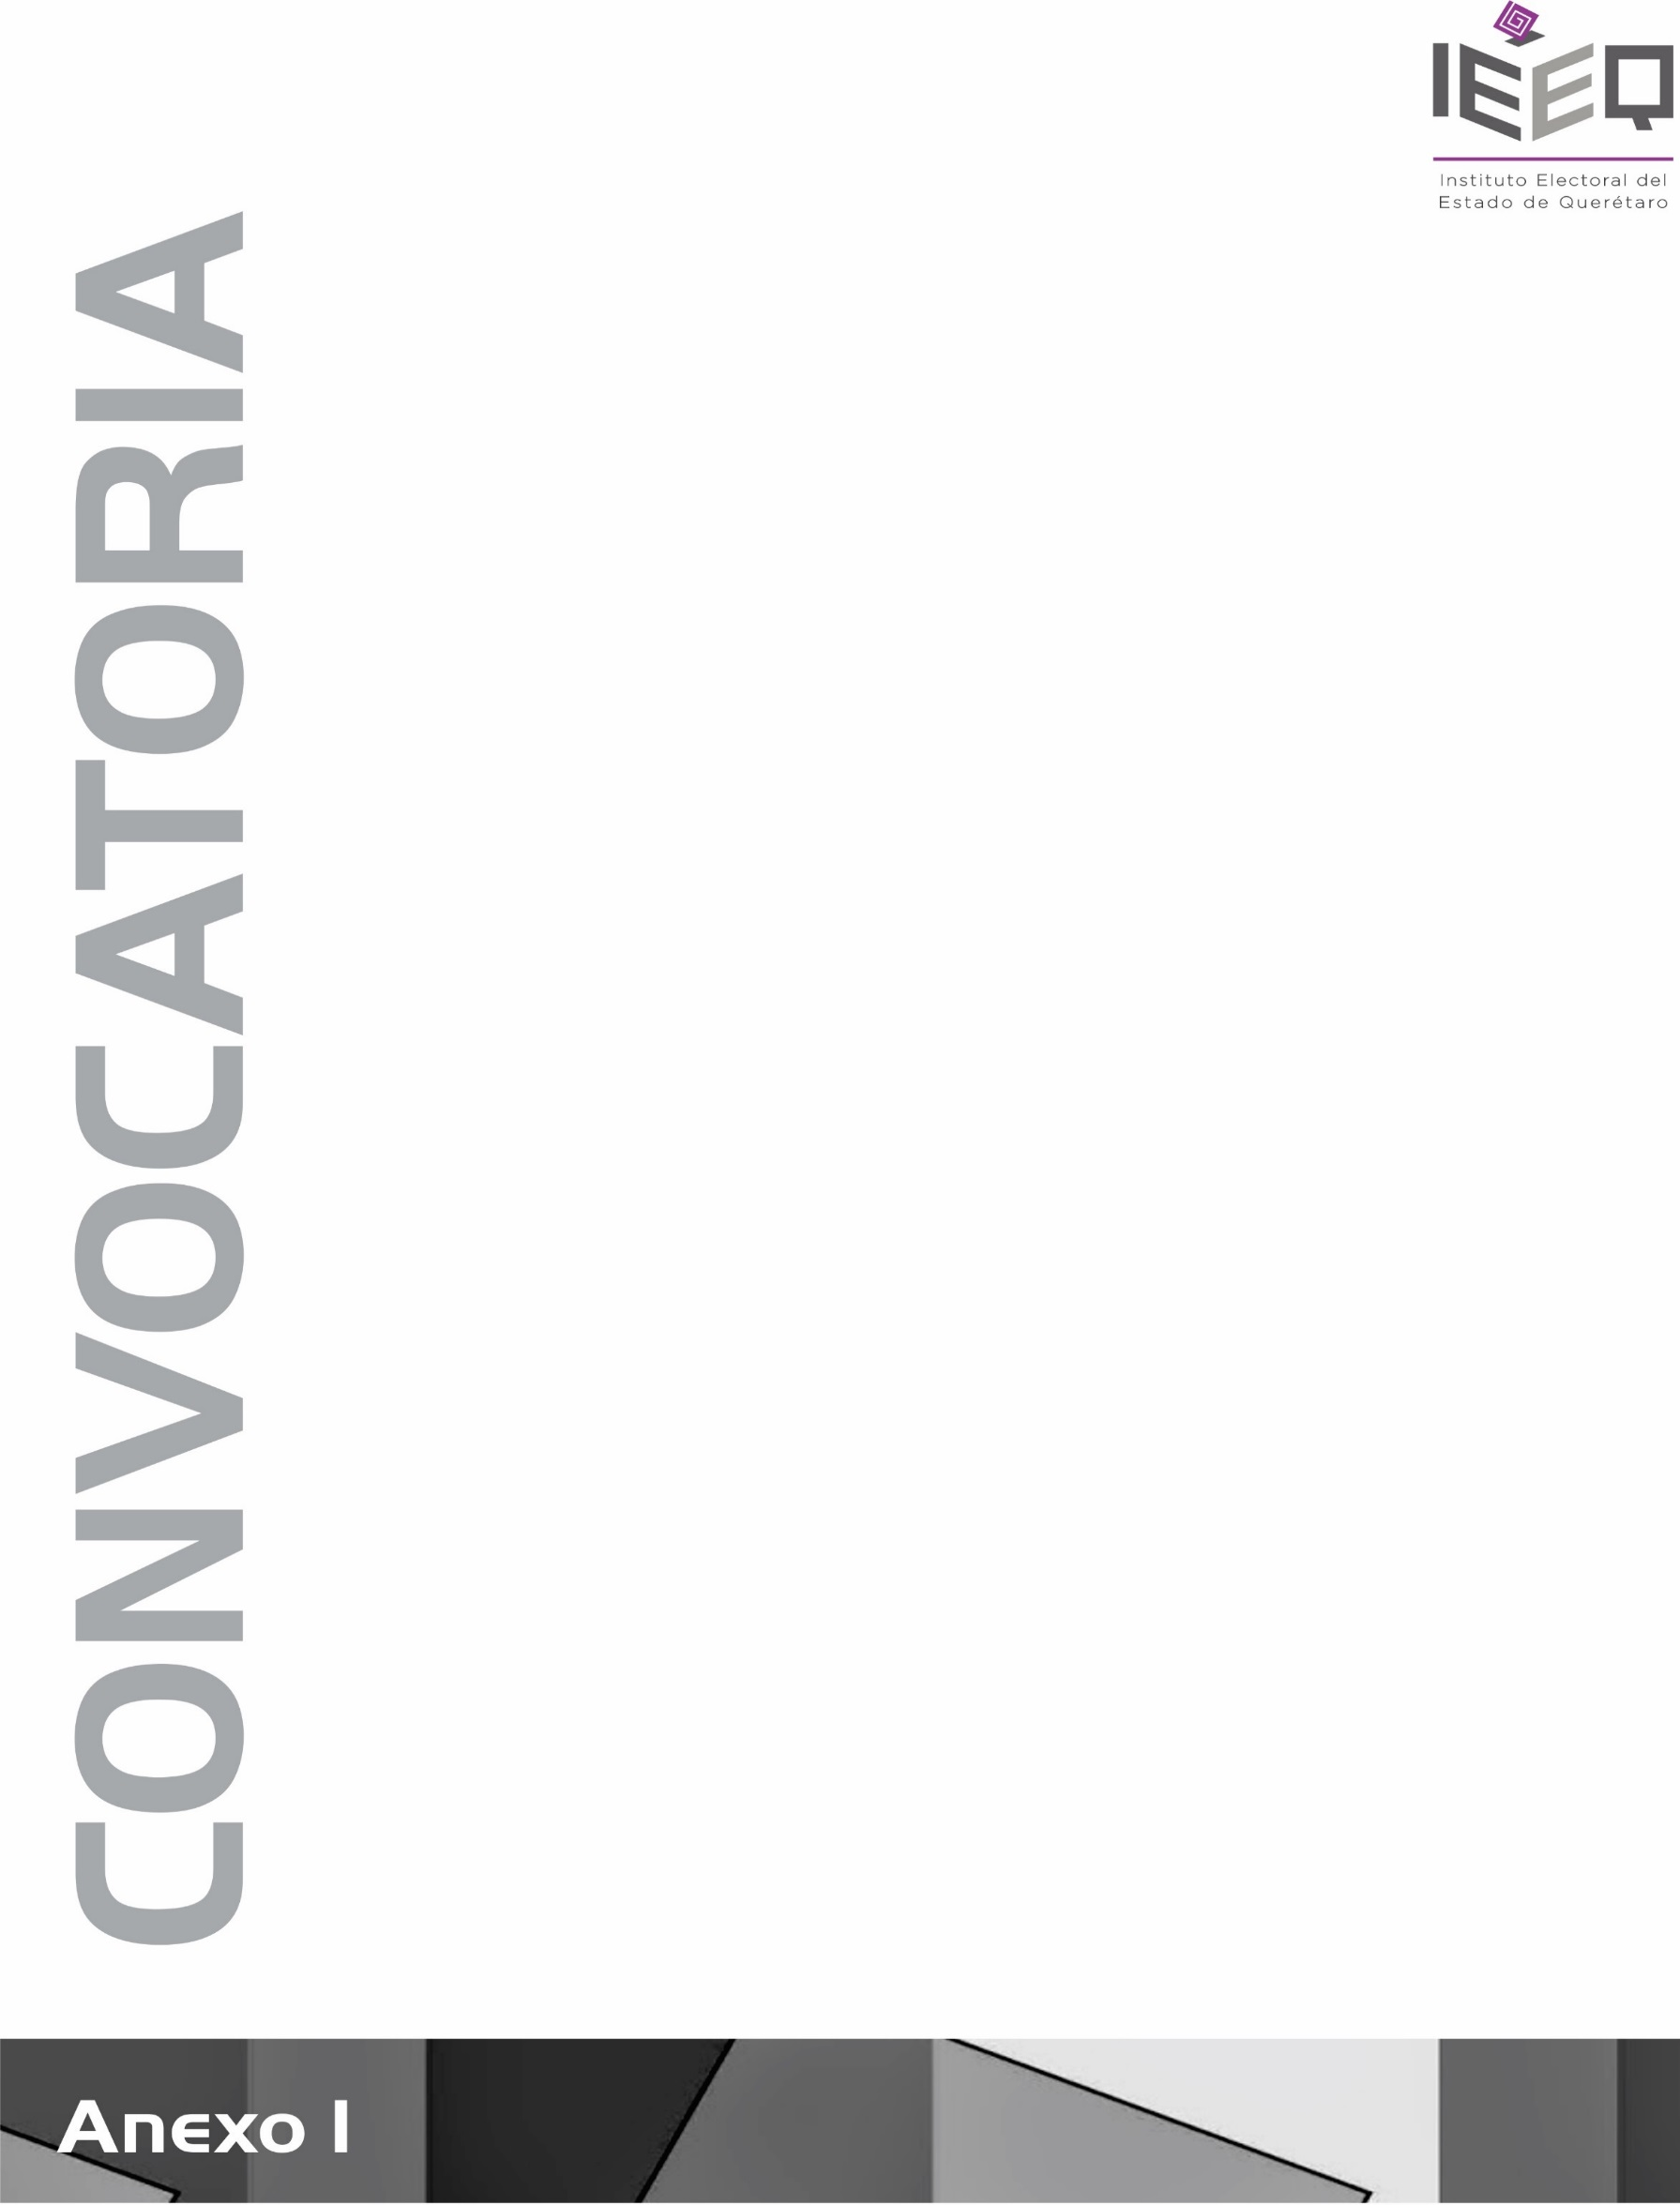 IEEQ
Instituto Electoral del
Estado de Querétaro
CONVOCATORIA
Anexo I